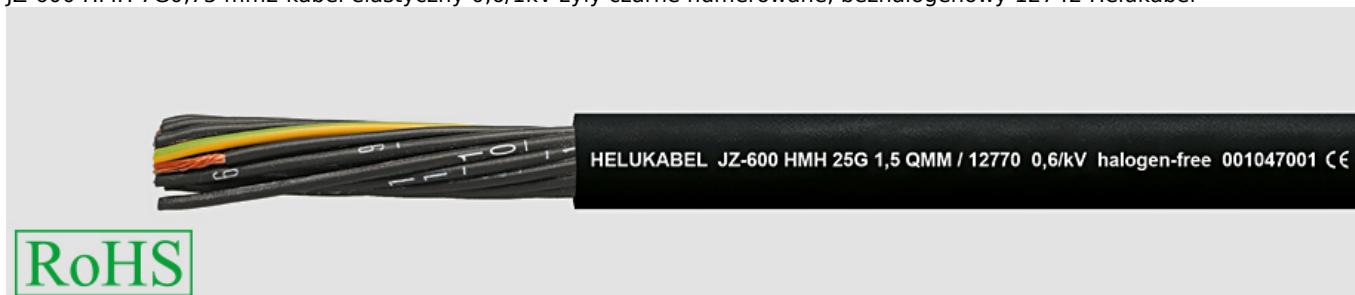 JZ-600 HMH 7G0,75 mm2 kabel elastyczny 0,6/1kV żyły czarne numerowane, bezhalogenowy 12742 Helukabel
HELUKABEL JZ-600 HMH 25G 1,5 QMM / 12770 0,6/kV halogen-free 001047001 CE
RoHS